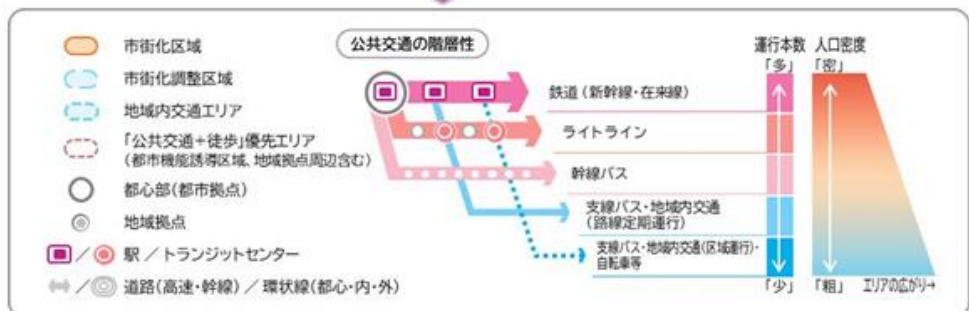 市街化区域
市街化調整区域
地域内交通エリア
「公共交通+徒歩」優先エリア
(都市機能誘導区域、地域拠点周辺含む)
都心部(都市拠点)
地域拠点
駅/トランジットセンター
道路(高速・幹線)/環状線(都心・内・外)
公共交通の階層性
鉄道(新幹線・在来線)
ライトライン
幹線バス
支線バス・地域内交通
(路線定期運行)
支線バス・地域内交通(区域運行)・
自転車等
運行本数 人口密度
「多」 「密」
「少」 「粗」 エリアの広がり→